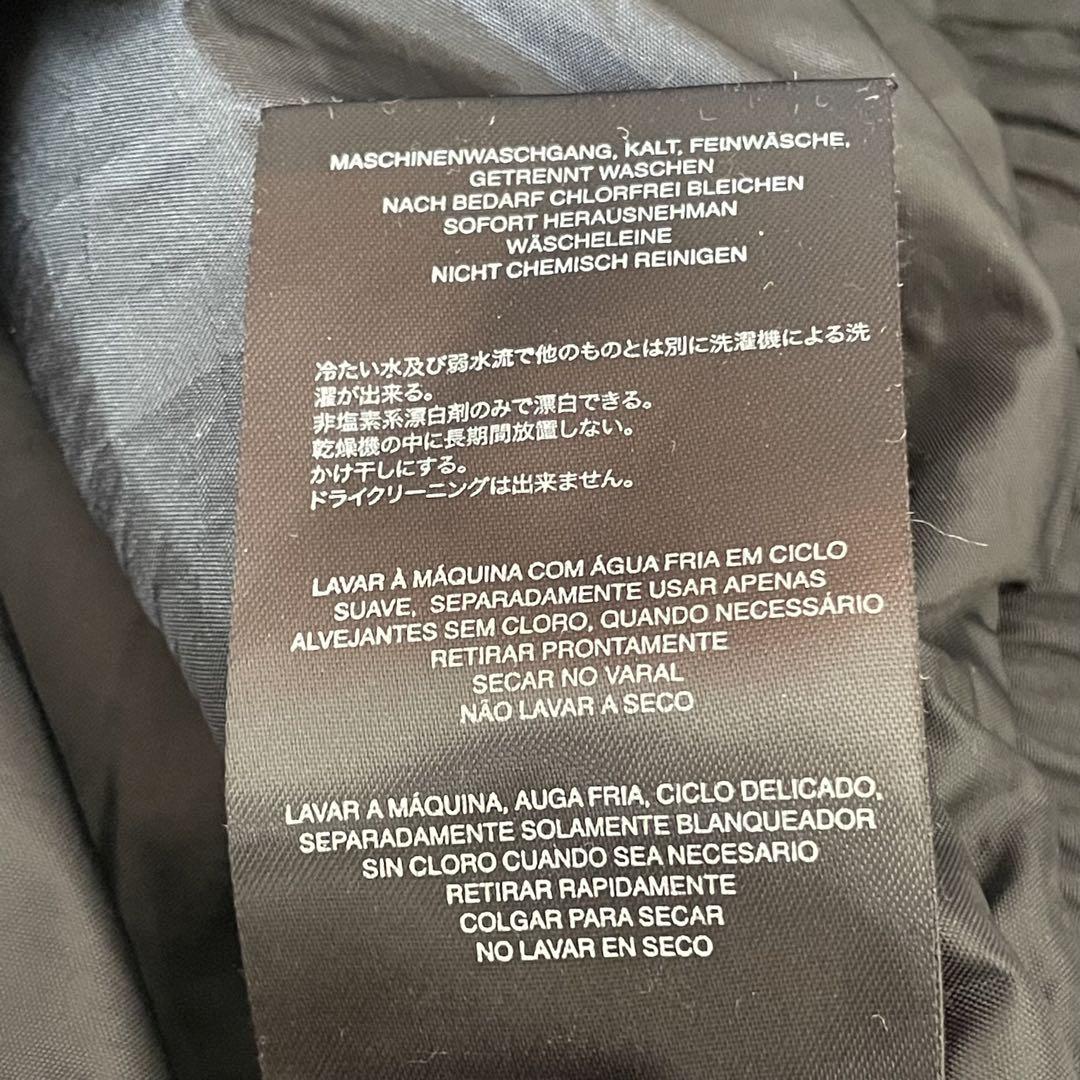 MASCHINENWASCHGANG, KALT, FEINWÄSCHE,
GETRENNT WASCHEN
NACH BEDARF CHLORFREI BLEICHEN
SOFORT HERAUSNEHMAN
WÄSCHELEINE
NICHT CHEMISCH REINIGEN
冷たい水及び弱水流で他のものとは別に洗濯機による洗
濯が出来る。
非塩素系漂白剤のみで漂白できる。
乾燥機の中に長期間放置しない。
かけ干しにする。
ドライクリーニングは出来ません。
LAVAR À MÁQUINA COM ÁGUA FRIA EM CICLO
SUAVE, SEPARADAMENTE USAR APENAS
ALVEJANTES SEM CLORO, QUANDO NECESSÁRIO
RETIRAR PRONTAMENTE
SECAR NO VARAL
NÃO LAVAR A SECO
LAVAR A MÁQUINA, AUGA FRIA, CICLO DELICADO,
SEPARADAMENTE SOLAMENTE BLANQUEADOR
SIN CLORO CUANDO SEA NECESARIO
RETIRAR RAPIDAMENTE
COLGAR PARA SECAR
NO LAVAR EN SECO